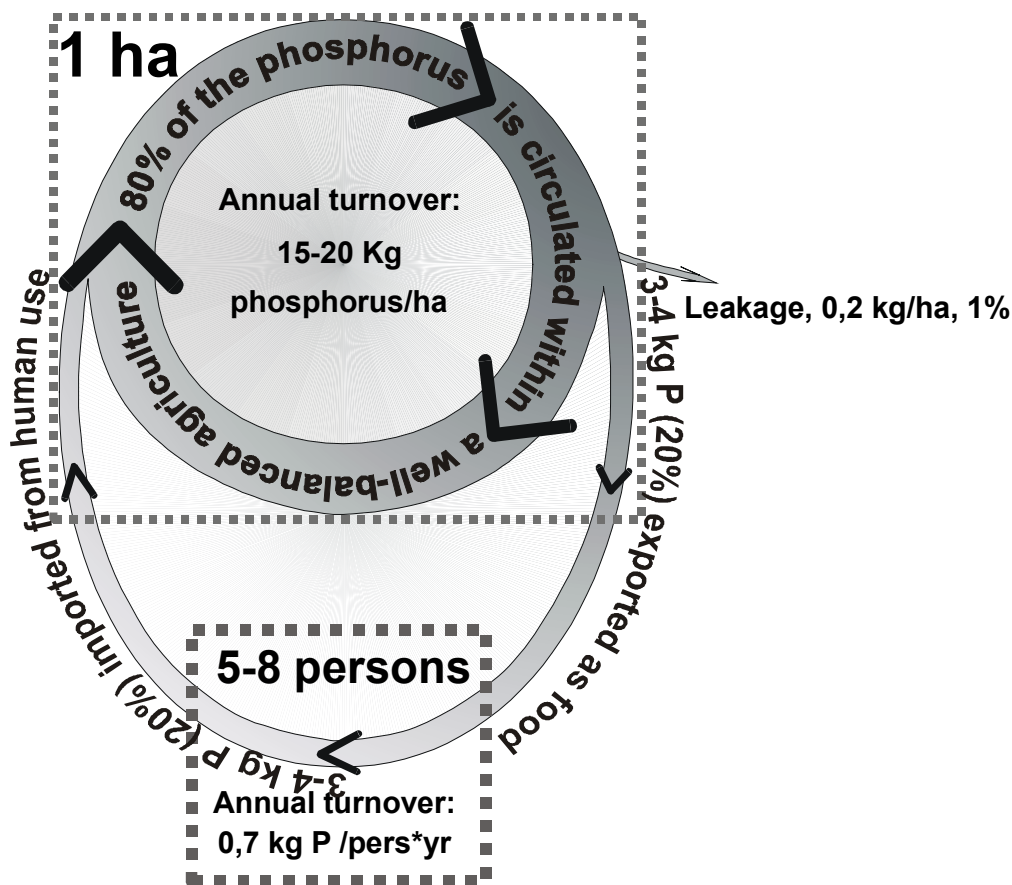 1 ha
80% of the phosphorus is circulated within a well-balanced agriculture
Annual turnover:
15-20 Kg
phosphorus/ha
Leakage, 0,2 kg/ha, 1%
3-4 kg P (20%) exported as food
5-8 persons
Annual turnover:
0,7 kg P /pers*yr
3-4 kg P (20%) imported from human use